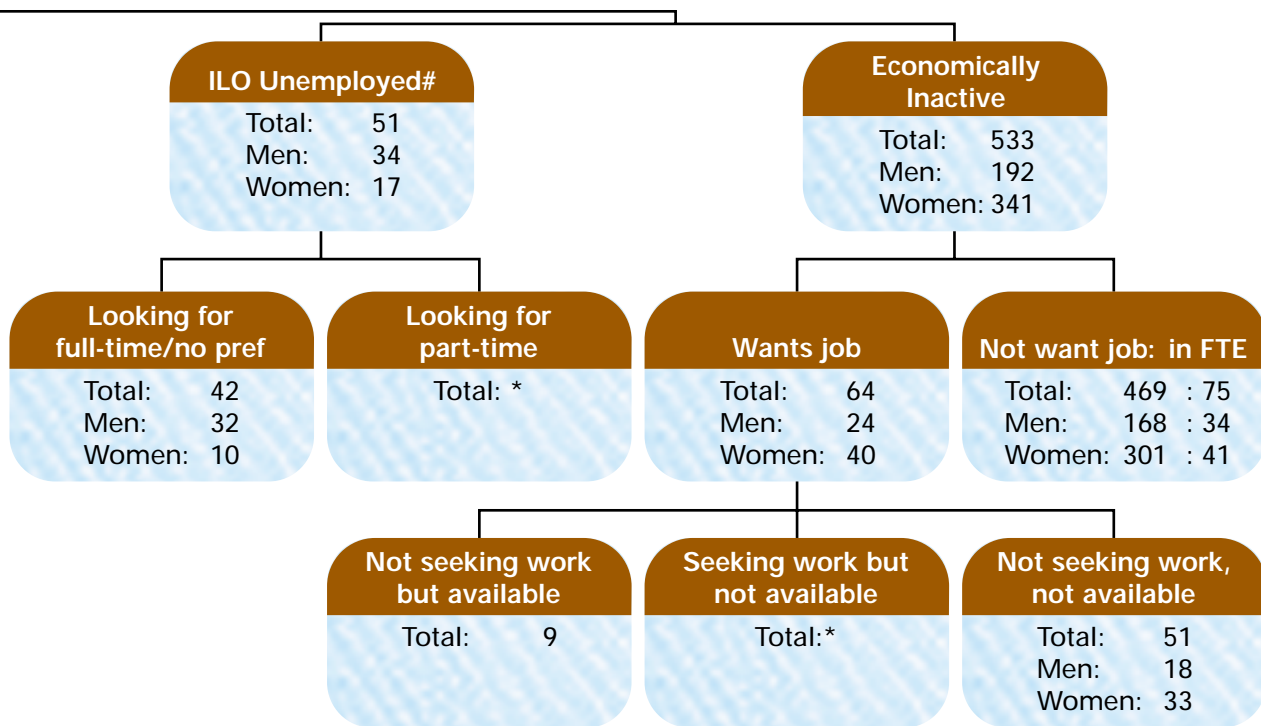 ILO Unemployed#
Total: 51
Men: 34
Women: 17
Economically
Inactive
Total: 533
Men: 192
Women: 341
Looking for
full-time/no pref
Total: 42
Men: 32
Women: 10
Looking for
part-time
Total: *
Wants job
Total: 64
Men: 24
Women: 40
Not want job: in FTE
Total: 469 : 75
Men: 168 : 34
Women: 301 : 41
Not seeking work
but available
Total: 9
Seeking work but
not available
Total:*
Not seeking work,
not available
Total: 51
Men: 18
Women: 33